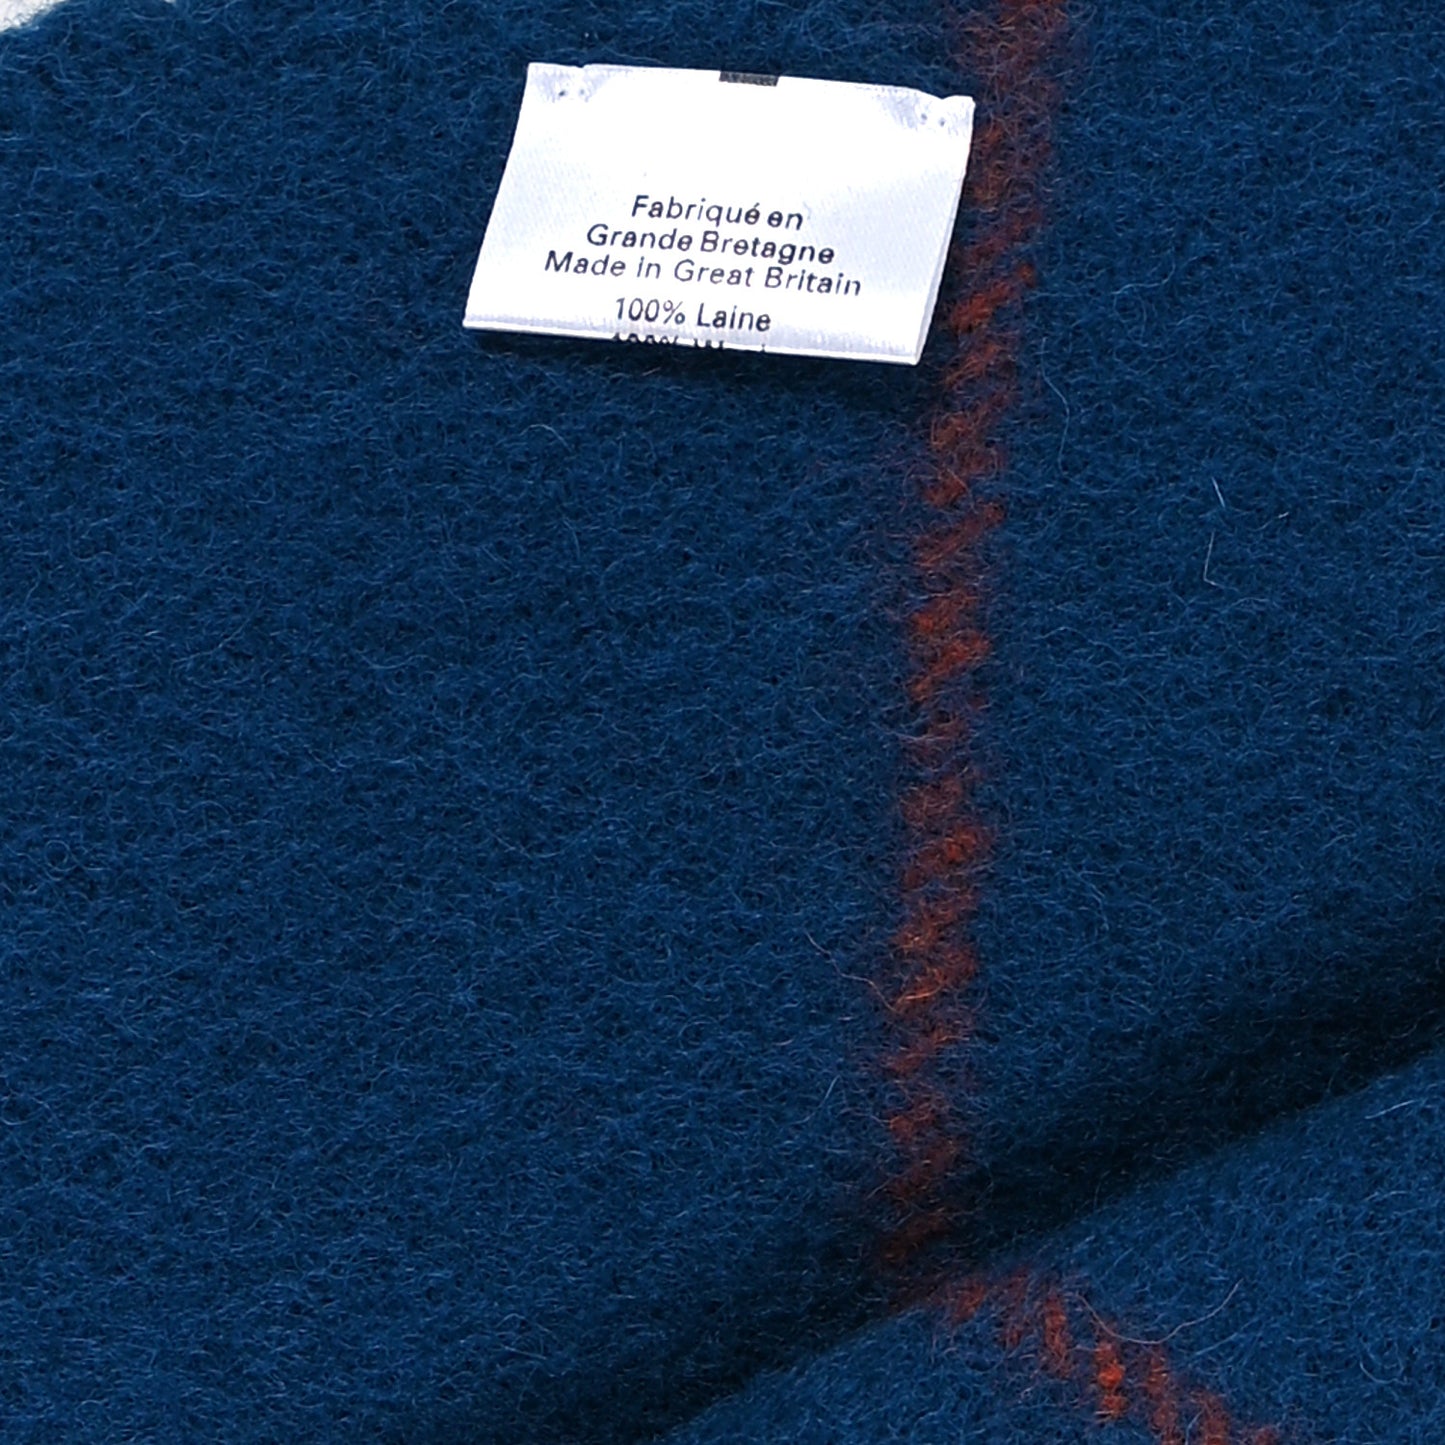 Fabriqué en
Grande Bretagne
Made in Great Britain
100% Laine